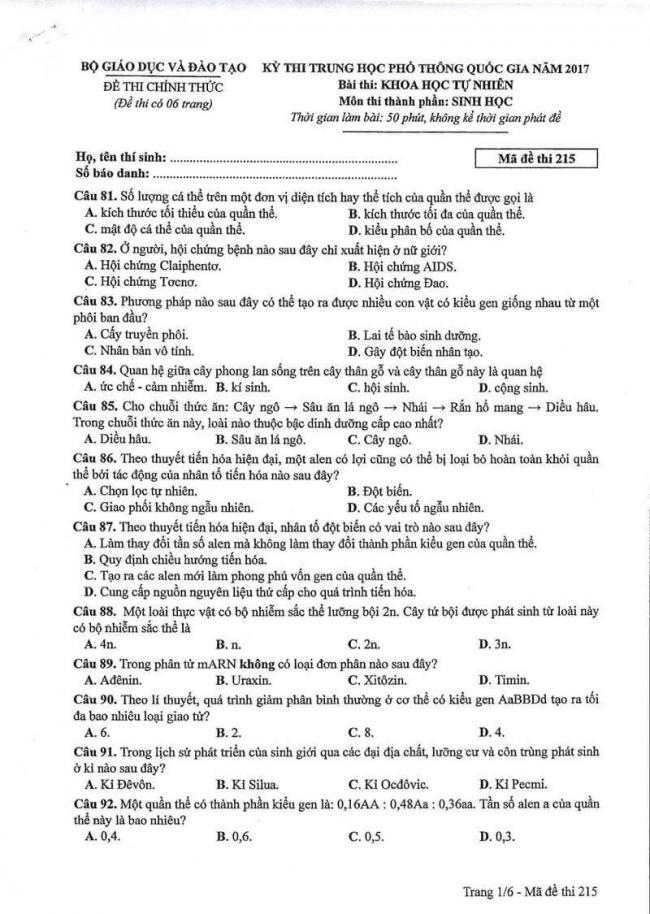 BỘ GIÁO DỤC VÀ ĐÀO TẠO
ĐỀ THI CHÍNH THỨC
(Đề thi có 06 trang)
KỲ THI TRUNG HỌC PHỔ THÔNG QUỐC GIA NĂM 2017
Bài thi: KHOA HỌC TỰ NHIÊN
Môn thi thành phần: SINH HỌC
Thời gian làm bài: 50 phút, không kể thời gian phát đề
Họ, tên thí sinh: ..........................................................
Số báo danh: ...............................................................
Mã đề thi 215
Câu 81. Số lượng cá thể trên một đơn vị diện tích hay thể tích của quần thể được gọi là
A. kích thước tối thiểu của quần thể. B. kích thước tối đa của quần thể.
C. mật độ cá thể của quần thể. D. kiểu phân bố của quần thể.
Câu 82. Ở người, hội chứng bệnh nào sau đây chỉ xuất hiện ở nữ giới?
A. Hội chứng Claiphentơ. B. Hội chứng AIDS.
C. Hội chứng Tơcnơ. D. Hội chứng Đao.
Câu 83. Phương pháp nào sau đây có thể tạo ra được nhiều con vật có kiểu gen giống nhau từ một
phôi ban đầu?
A. Cấy truyền phôi. B. Lai tế bào sinh dưỡng.
C. Nhân bản vô tính. D. Gây đột biến nhân tạo.
Câu 84. Quan hệ giữa cây phong lan sống trên cây thân gỗ và cây thân gỗ này là quan hệ
A. ức chế - cảm nhiễm. B. kí sinh. C. hội sinh. D. cộng sinh.
Câu 85. Cho chuỗi thức ăn: Cây ngô → Sâu ăn lá ngô → Nhái → Rắn hổ mang → Diều hâu.
Trong chuỗi thức ăn này, loài nào thuộc bậc dinh dưỡng cấp cao nhất?
A. Diều hâu. B. Sâu ăn lá ngô. C. Cây ngô. D. Nhái.
Câu 86. Theo thuyết tiến hóa hiện đại, một alen có lợi cũng có thể bị loại bỏ hoàn toàn khỏi quần
thể bởi tác động của nhân tố tiến hóa nào sau đây?
A. Chọn lọc tự nhiên. B. Đột biến.
C. Giao phối không ngẫu nhiên. D. Các yếu tố ngẫu nhiên.
Câu 87. Theo thuyết tiến hóa hiện đại, nhân tố đột biến có vai trò nào sau đây?
A. Làm thay đổi tần số alen mà không làm thay đổi thành phần kiểu gen của quần thể.
B. Quy định chiều hướng tiến hóa.
C. Tạo ra các alen mới làm phong phú vốn gen của quần thể.
D. Cung cấp nguồn nguyên liệu thứ cấp cho quá trình tiến hóa.
Câu 88. Một loài thực vật có bộ nhiễm sắc thể lưỡng bội 2n. Cây tứ bội được phát sinh từ loài này
có bộ nhiễm sắc thể là
A. 4n. B. n. C. 2n. D. 3n.
Câu 89. Trong phân tử mARN không có loại đơn phân nào sau đây?
A. Ađênin. B. Uraxin. C. Xitôzin. D. Timin.
Câu 90. Theo lí thuyết, quá trình giảm phân bình thường ở cơ thể có kiểu gen AaBBDd tạo ra tối
đa bao nhiêu loại giao tử?
A. 6. B. 2. C. 8. D. 4.
Câu 91. Trong lịch sử phát triển của sinh giới qua các đại địa chất, lưỡng cư và côn trùng phát sinh
ở kỉ nào sau đây?
A. Kỉ Đêvôn. B. Kỉ Silua. C. Kỉ Ocđôvic. D. Kỉ Pecmi.
Câu 92. Một quần thể có thành phần kiểu gen là: 0,16AA : 0,48Aa : 0,36aa. Tần số alen a của quần
thể này là bao nhiêu?
A. 0,4. B. 0,6. C. 0,5. D. 0,3.
Trang 1/6 - Mã đề thi 215